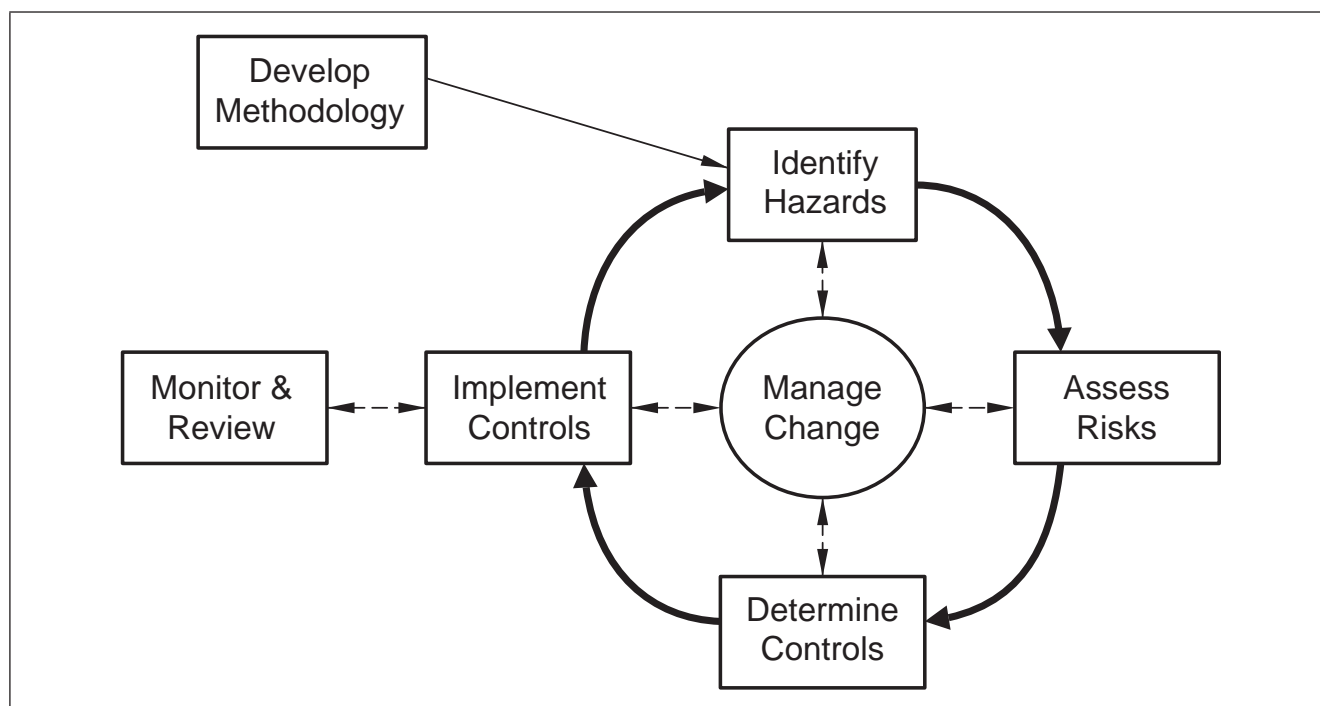 Develop
Methodology
Identify
Hazards
Monitor &
Review
Implement
Controls
Manage
Change
Assess
Risks
Determine
Controls